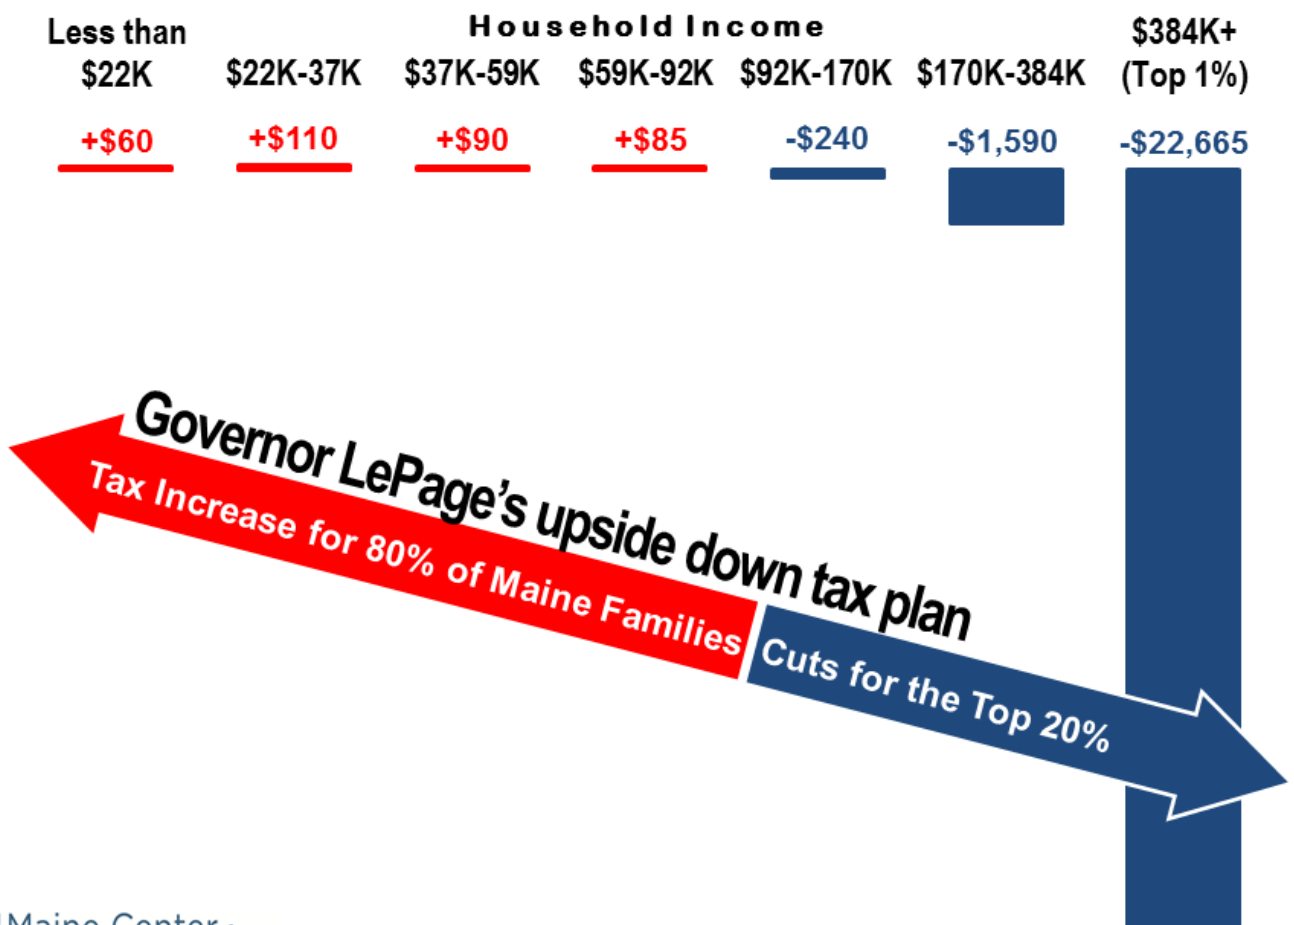 Household Income
Less than $22K
$22K-37K
$37K-59K
$59K-92K
$92K-170K
$170K-384K
$384K+ (Top 1%)
+$60
+$110
+$90
+$85
-$240
-$1,590
-$22,665
Governor LePage’s upside down tax plan
Tax Increase for 80% of Maine Families
Cuts for the Top 20%
Maine Center